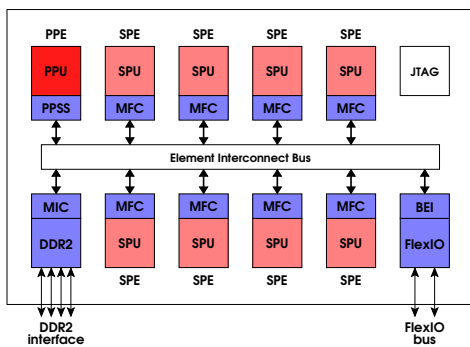 PPE SPE SPE SPE SPE
PPU SPU SPU SPU SPU JTAG
PPSS MFC MFC MFC MFC
Element Interconnect Bus
MIC MFC MFC MFC MFC BEI
DDR2 SPU SPU SPU SPU FlexIO
SPE SPE SPE SPE
DDR2 FlexIO
interface bus